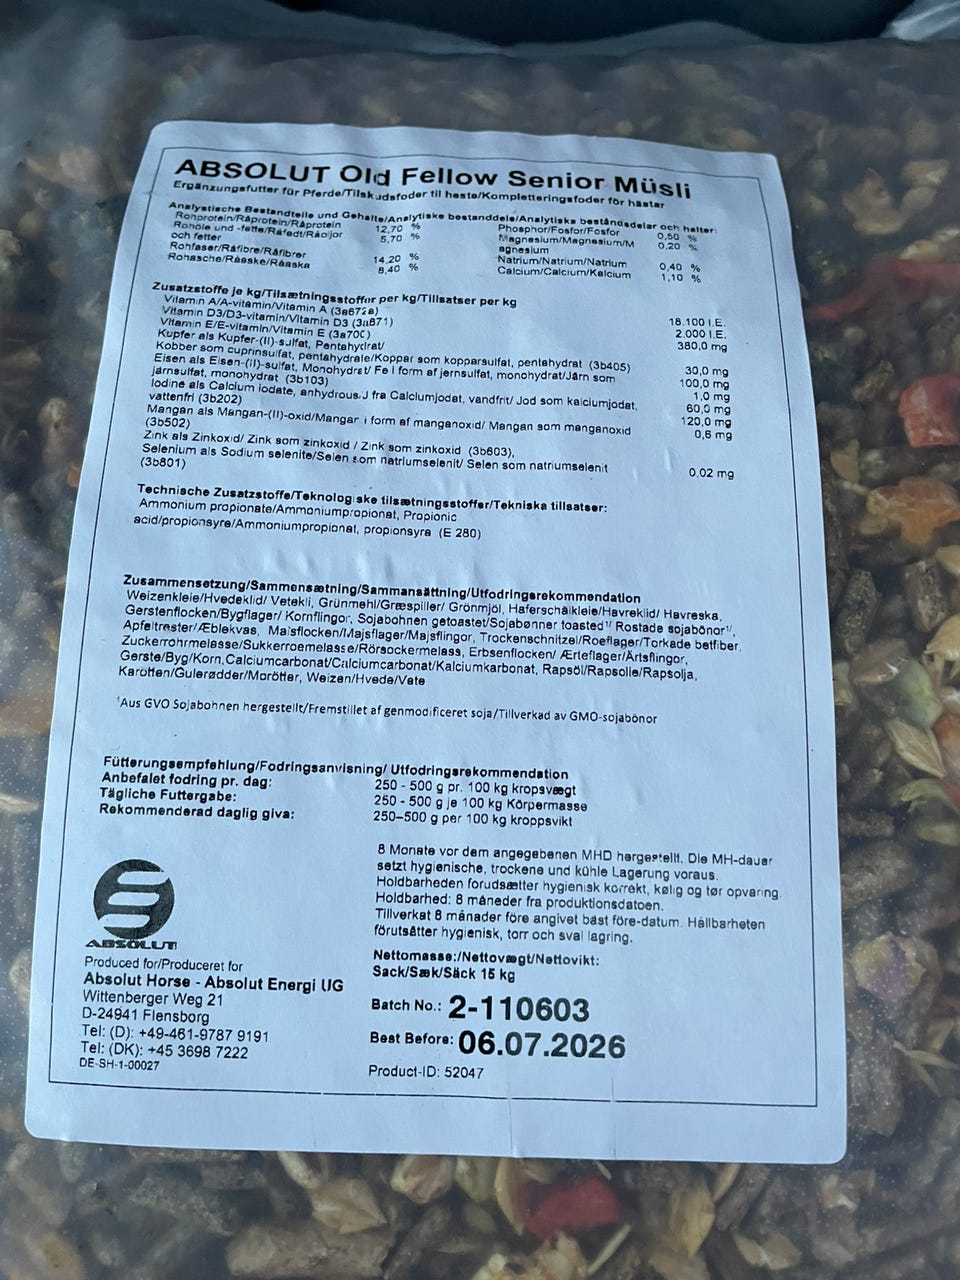 ABSOLUT Old Fellow Senior Müsli
Ergänzungsfutter für Pferde/Tilskudsfoder til heste/Kompletteringsfoder för hästar
Analystische Bestandteile und Gehalte/Analytiske bestanddele/Analytiska beståndsdelar och halter:
Rohprotein/Råprotein/Råprotein 12,70 %
Rohöle und -fette/Råfedt/Råoljor och fetter 5,70 %
Rohfaser/Råfibre/Råfibrer 14,20 %
Rohasche/Råaske/Råaska 8,40 %
Phosphor/Fosfor/Fosfor 0,50 %
Magnesium/Magnesium/M
agnesium 0,20 %
Natrium/Natrium/Natrium 0,40 %
Calcium/Calcium/Kalcium 1,10 %
Zusatzstoffe je kg/Tilsætningsstoffer per kg/Tillsatser per kg
Vitamin A/A-vitamin/Vitamin A (3a672a) 18.100 I.E.
Vitamin D3/D3-vitamin/Vitamin D3 (3a671) 2.000 I.E.
Vitamin E/E-vitamin/Vitamin E (3a700) 380,0 mg
Kupfer als Kupfer-(II)-sulfat, Pentahydrat/
Kobber som cuprinsulfat, pentahydrate/Koppar som kopparsulfat, pentahydrat (3b405) 30,0 mg
Eisen als Eisen-(II)-sulfat, Monohydrat/ Fe i form af jernsulfat, monohydrat/Järn som 100,0 mg
järnsulfat, monohydrat (3b103) 1,0 mg
Iodine als Calcium iodate, anhydrous/J fra Calciumjodat, vandfrit/ Jod som kalciumjodat, 60,0 mg
vattenfri (3b202) 120,0 mg
Mangan als Mangan-(II)-oxid/Mangan i form af manganoxid/ Mangan som manganoxid 0,6 mg
(3b502)
Zink als Zinkoxid/ Zink som zinkoxid / Zink som zinkoxid (3b603),
Selenium als Sodium selenite/Selen som natriumselenit/ Selen som natriumselenit 0,02 mg
(3b801)
Technische Zusatzstoffe/Teknologiske tilsætningsstoffer/Tekniska tillsatser:
Ammonium propionate/Ammoniumpropionat, Propionic
acid/propionsyre/Ammoniumpropionat, propionsyra (E 280)
Zusammensetzung/Sammensætning/Sammansättning/Utfodringsrekommendation
Weizenkleie/Hvedeklid/ Vetekli, Grünmehl/Græspiller/ Grönmjöl, Haferschälkleie/Havreklid/ Havreska,
Gerstenflocken/Bygflager/ Kornflingor, Sojabohnen getoastet/Sojabønner toasted¹/ Rostade sojabönor¹/,
Apfeltrester/Æblekvas, Maisflocken/Majsflager/Majsflingor, Trockenschnitzel/Roeflager/Torkade betfiber,
Zuckerrohrmelasse/Sukkerroemelasse/Rörsockermelass, Erbsenflocken/ Ærteflager/Ärtsflingor,
Gerste/Byg/Korn,Calciumcarbonat/Calciumcarbonat/Kalciumkarbonat, Rapsöl/Rapsolie/Rapsolja,
Karotten/Gulerødder/Morötter, Weizen/Hvede/Vete
¹Aus GVO Sojabohnen hergestellt/Fremstillet af genmodificeret soja/Tillverkad av GMO-sojabönor
Fütterungsempfehlung/Fodringsanvisning/ Utfodringsrekommendation
Anbefalet fodring pr. dag: 250 - 500 g pr. 100 kg kropsvægt
Tägliche Futtergabe: 250 - 500 g je 100 kg Körpermasse
Rekommenderad daglig giva: 250–500 g per 100 kg kroppsvikt
8 Monate vor dem angegebenen MHD hergestellt. Die MH-dauer
setzt hygienische, trockene und kühle Lagerung voraus.
Holdbarheden forudsætter hygienisk korrekt, kølig og tør opvaring.
Holdbarhed: 8 måneder fra produktionsdatoen.
Tillverkat 8 månader före angivet bäst före-datum. Hållbarheten
förutsätter hygienisk, torr och sval lagring.
Nettomasse:/Nettovægt/Nettovikt:
Sack/Sæk/Säck 15 kg
Batch No.: 2-110603
Best Before: 06.07.2026
Product-ID: 52047
ABSOLUT
Produced for/Produceret for
Absolut Horse - Absolut Energi UG
Wittenberger Weg 21
D-24941 Flensborg
Tel: (D): +49-461-9787 9191
Tel: (DK): +45 3698 7222
DE-SH-1-00027